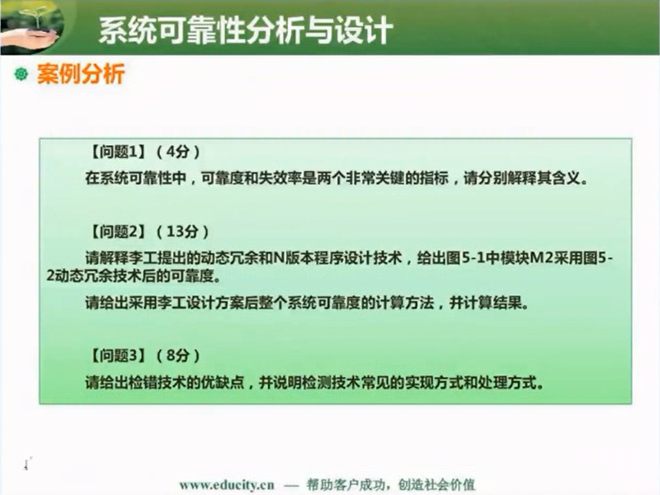 系统可靠性分析与设计
案例分析
【问题1】（4分）
在系统可靠性中，可靠度和失效率是两个非常关键的指标，请分别解释其含义。
【问题2】（13分）
请解释李工提出的动态冗余和N版本程序设计技术，给出图5-1中模块M2采用图5-
2动态冗余技术后的可靠度。
请给出采用李工设计方案后整个系统可靠度的计算方法，并计算结果。
【问题3】（8分）
请给出检错技术的优缺点，并说明检测技术常见的实现方式和处理方式。
www.educity.cn — 帮助客户成功，创造社会价值